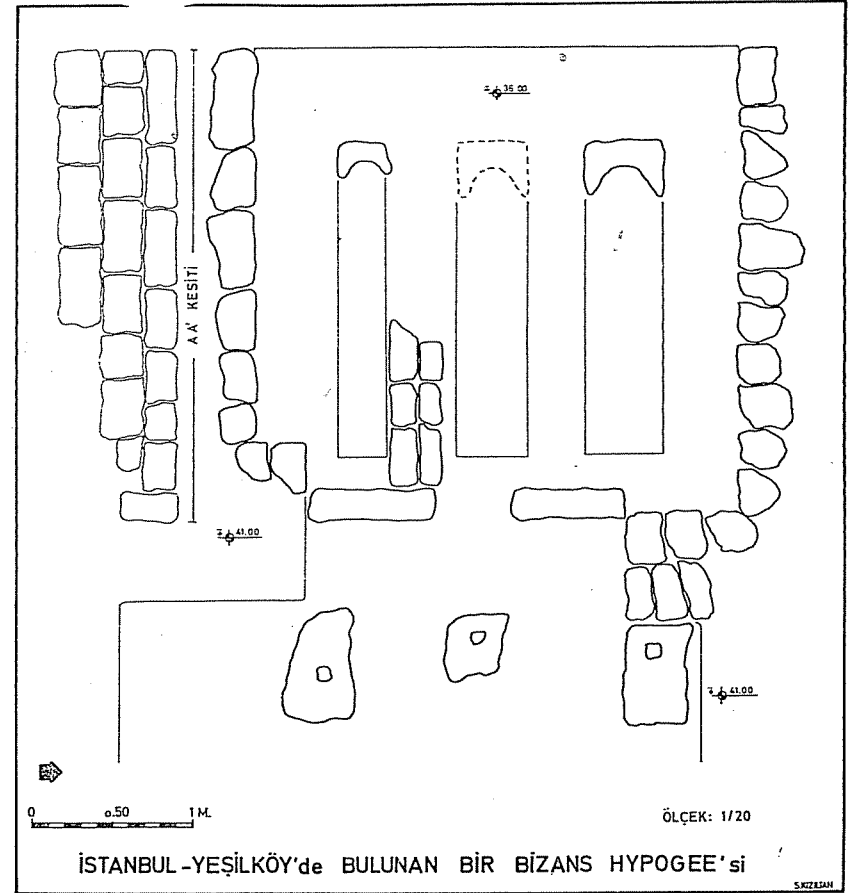 35.00
AA' KESİTİ
41.00
41.00
0 0.50 1 M.
ÖLÇEK: 1/20
İSTANBUL-YEŞİLKÖY'de BULUNAN BİR BİZANS HYPOGEE'si